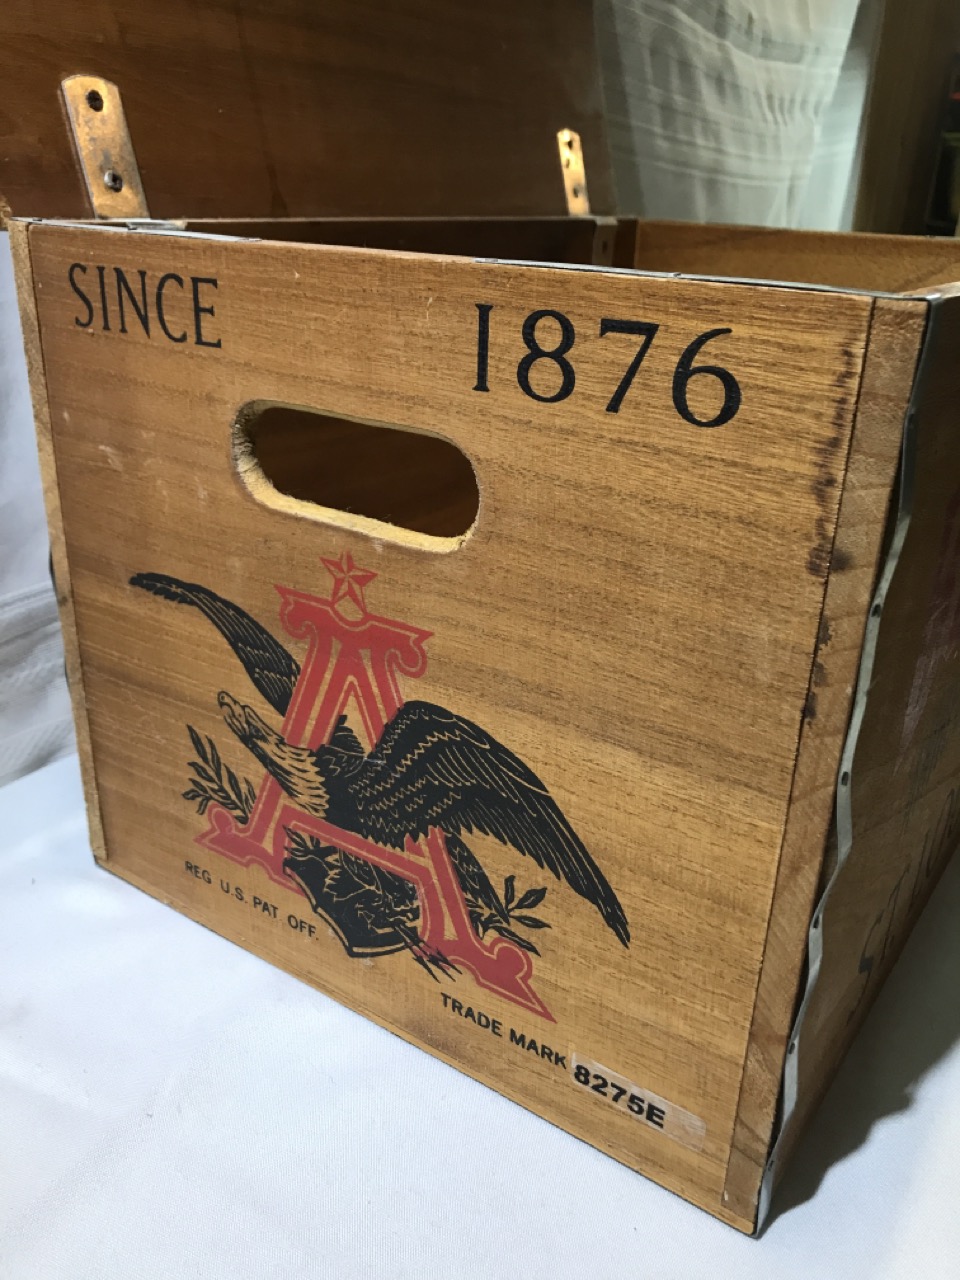 SINCE 1876
REG U.S. PAT. OFF.
TRADE MARK
8275E